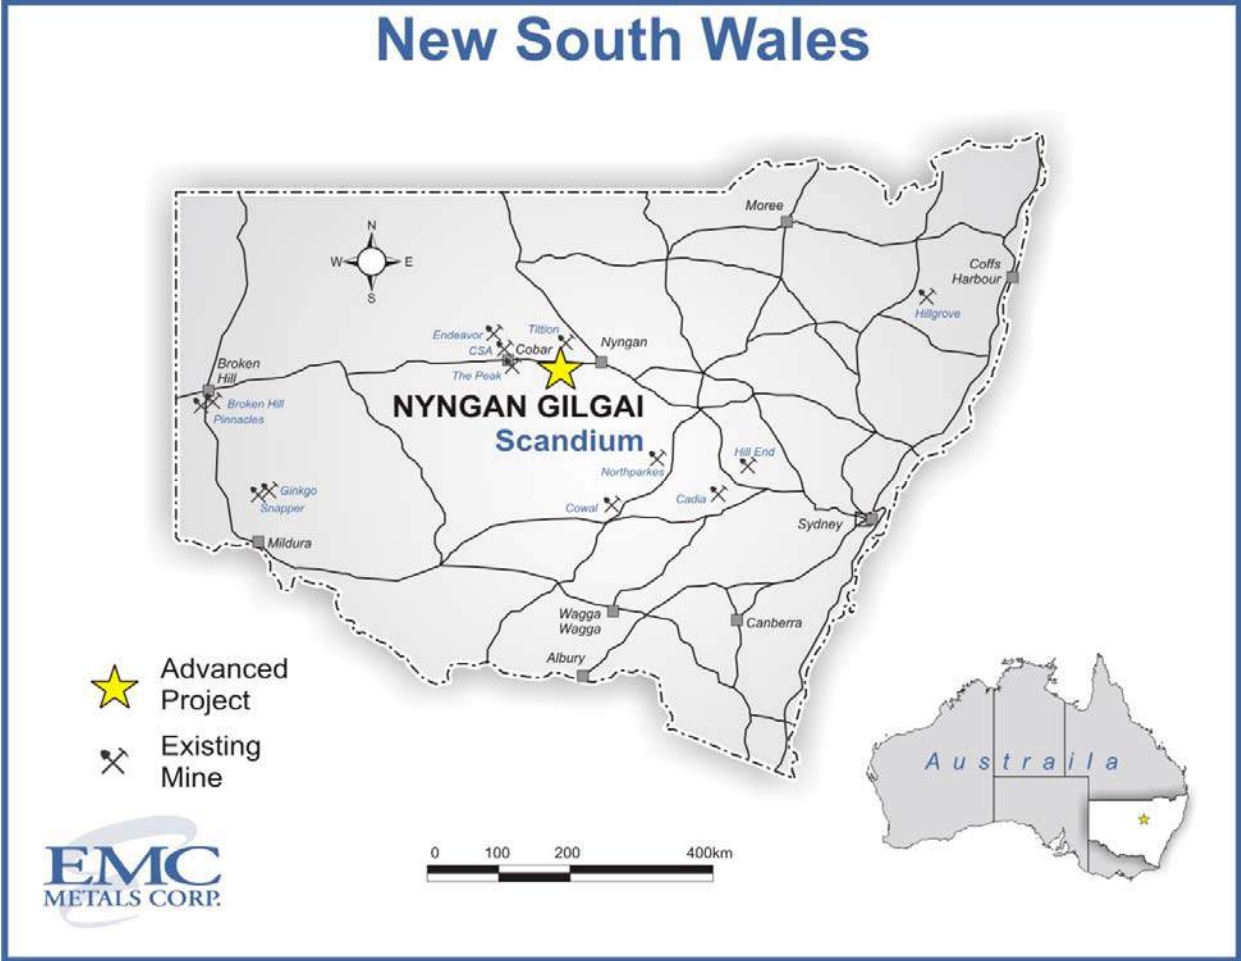 New South Wales
Moree
N
W
E
S
Coffs
Harbour
Hillgrove
Endeavor
Tittion
CSA
Cobar
Nyngan
The Peak
Broken
Hill
Broken Hill
Pinnacles
NYNGAN GILGAI
Scandium
Northparkes
Hill End
Ginkgo
Snapper
Cowal
Cadia
Sydney
Mildura
Wagga
Wagga
Canberra
Albury
Advanced
Project
Existing
Mine
Austraila
EMC
METALS CORP.
0 100 200 400km